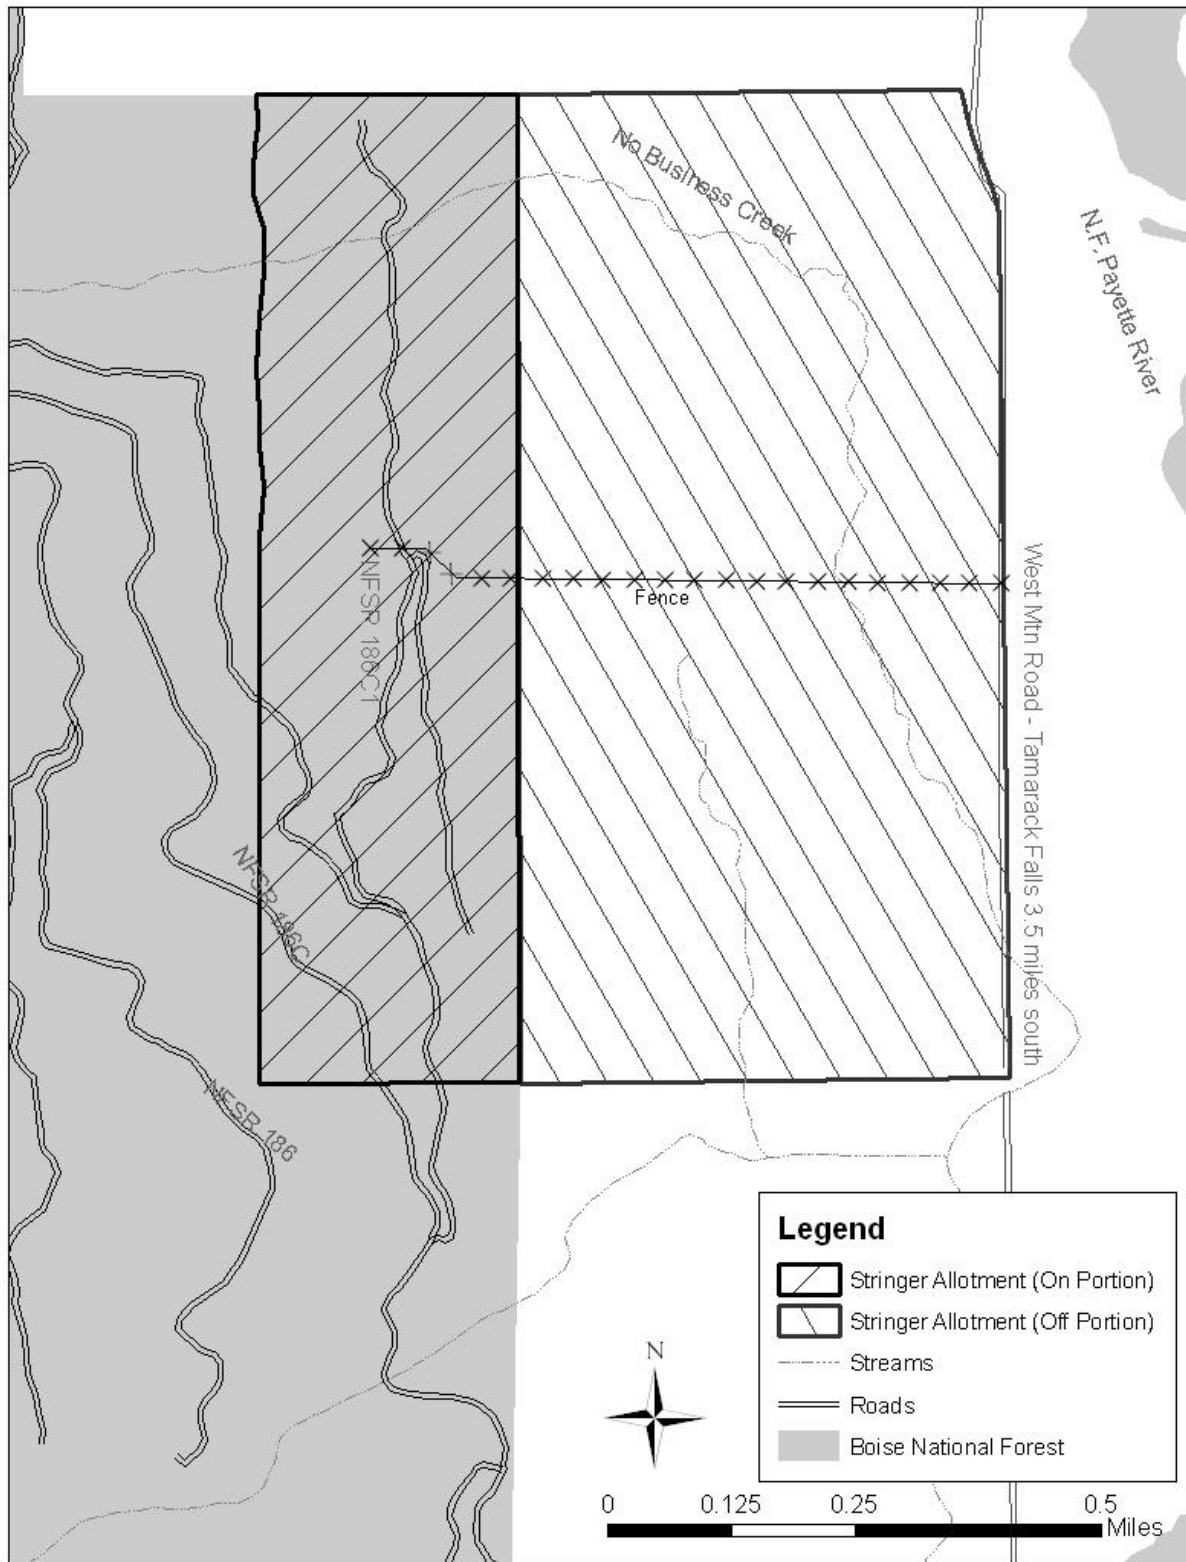 No Business Creek
N.F. Payette River
Fence
NFSR 186C1
West Mtn Road - Tamarack Falls 3.5 miles south
NFSR 186C
NFSR 186
Legend
Stringer Allotment (On Portion)
Stringer Allotment (Off Portion)
Streams
Roads
Boise National Forest
N
0 0.125 0.25 0.5
Miles